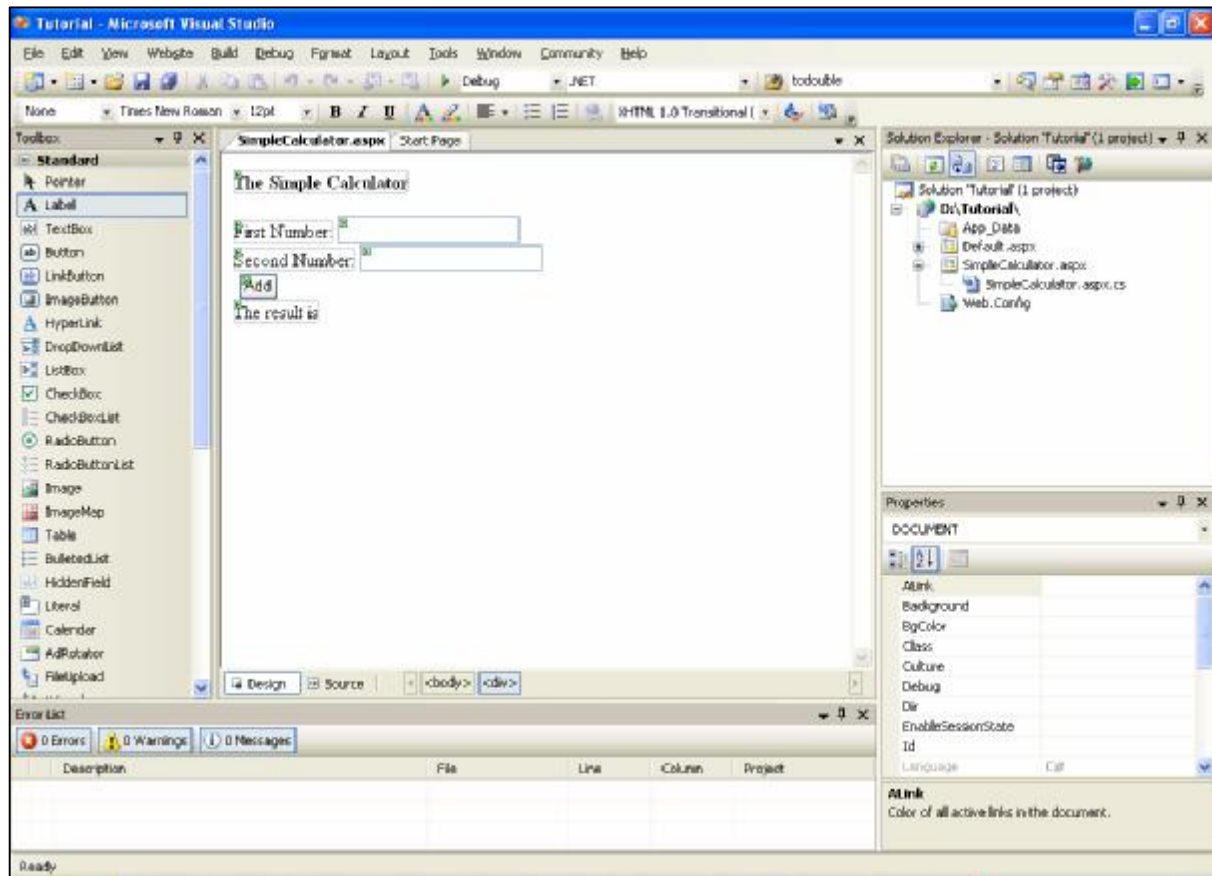 Tutorial - Microsoft Visual Studio
File Edit View Website Build Debug Format Layout Tools Window Community Help
Debug .NET todouble
None Times New Roman 12pt B I U A XHTML 1.0 Transitional (
Toolbox
Standard
Pointer
A Label
TextBox
Button
LinkButton
ImageButton
A HyperLink
DropDownList
ListBox
CheckBox
CheckBoxList
RadioButton
RadioButtonList
Image
ImageMap
Table
BulletedList
HiddenField
Literal
Calendar
AdRotator
FileUpload
SimpleCalculator.aspx Start Page
The Simple Calculator
First Number:
Second Number:
Add
The result is
Design Source <body> <div>
Solution Explorer - Solution 'Tutorial' (1 project)
Solution 'Tutorial' (1 project)
D:\Tutorial\
App_Data
Default.aspx
SimpleCalculator.aspx
SimpleCalculator.aspx.cs
Web.Config
Properties
DOCUMENT
ALink
Background
BgColor
Class
Culture
Debug
Dir
EnableSessionState
Id
Language C#
ALink
Color of all active links in the document.
Error List
0 Errors 0 Warnings 0 Messages
Description File Line Column Project
Ready